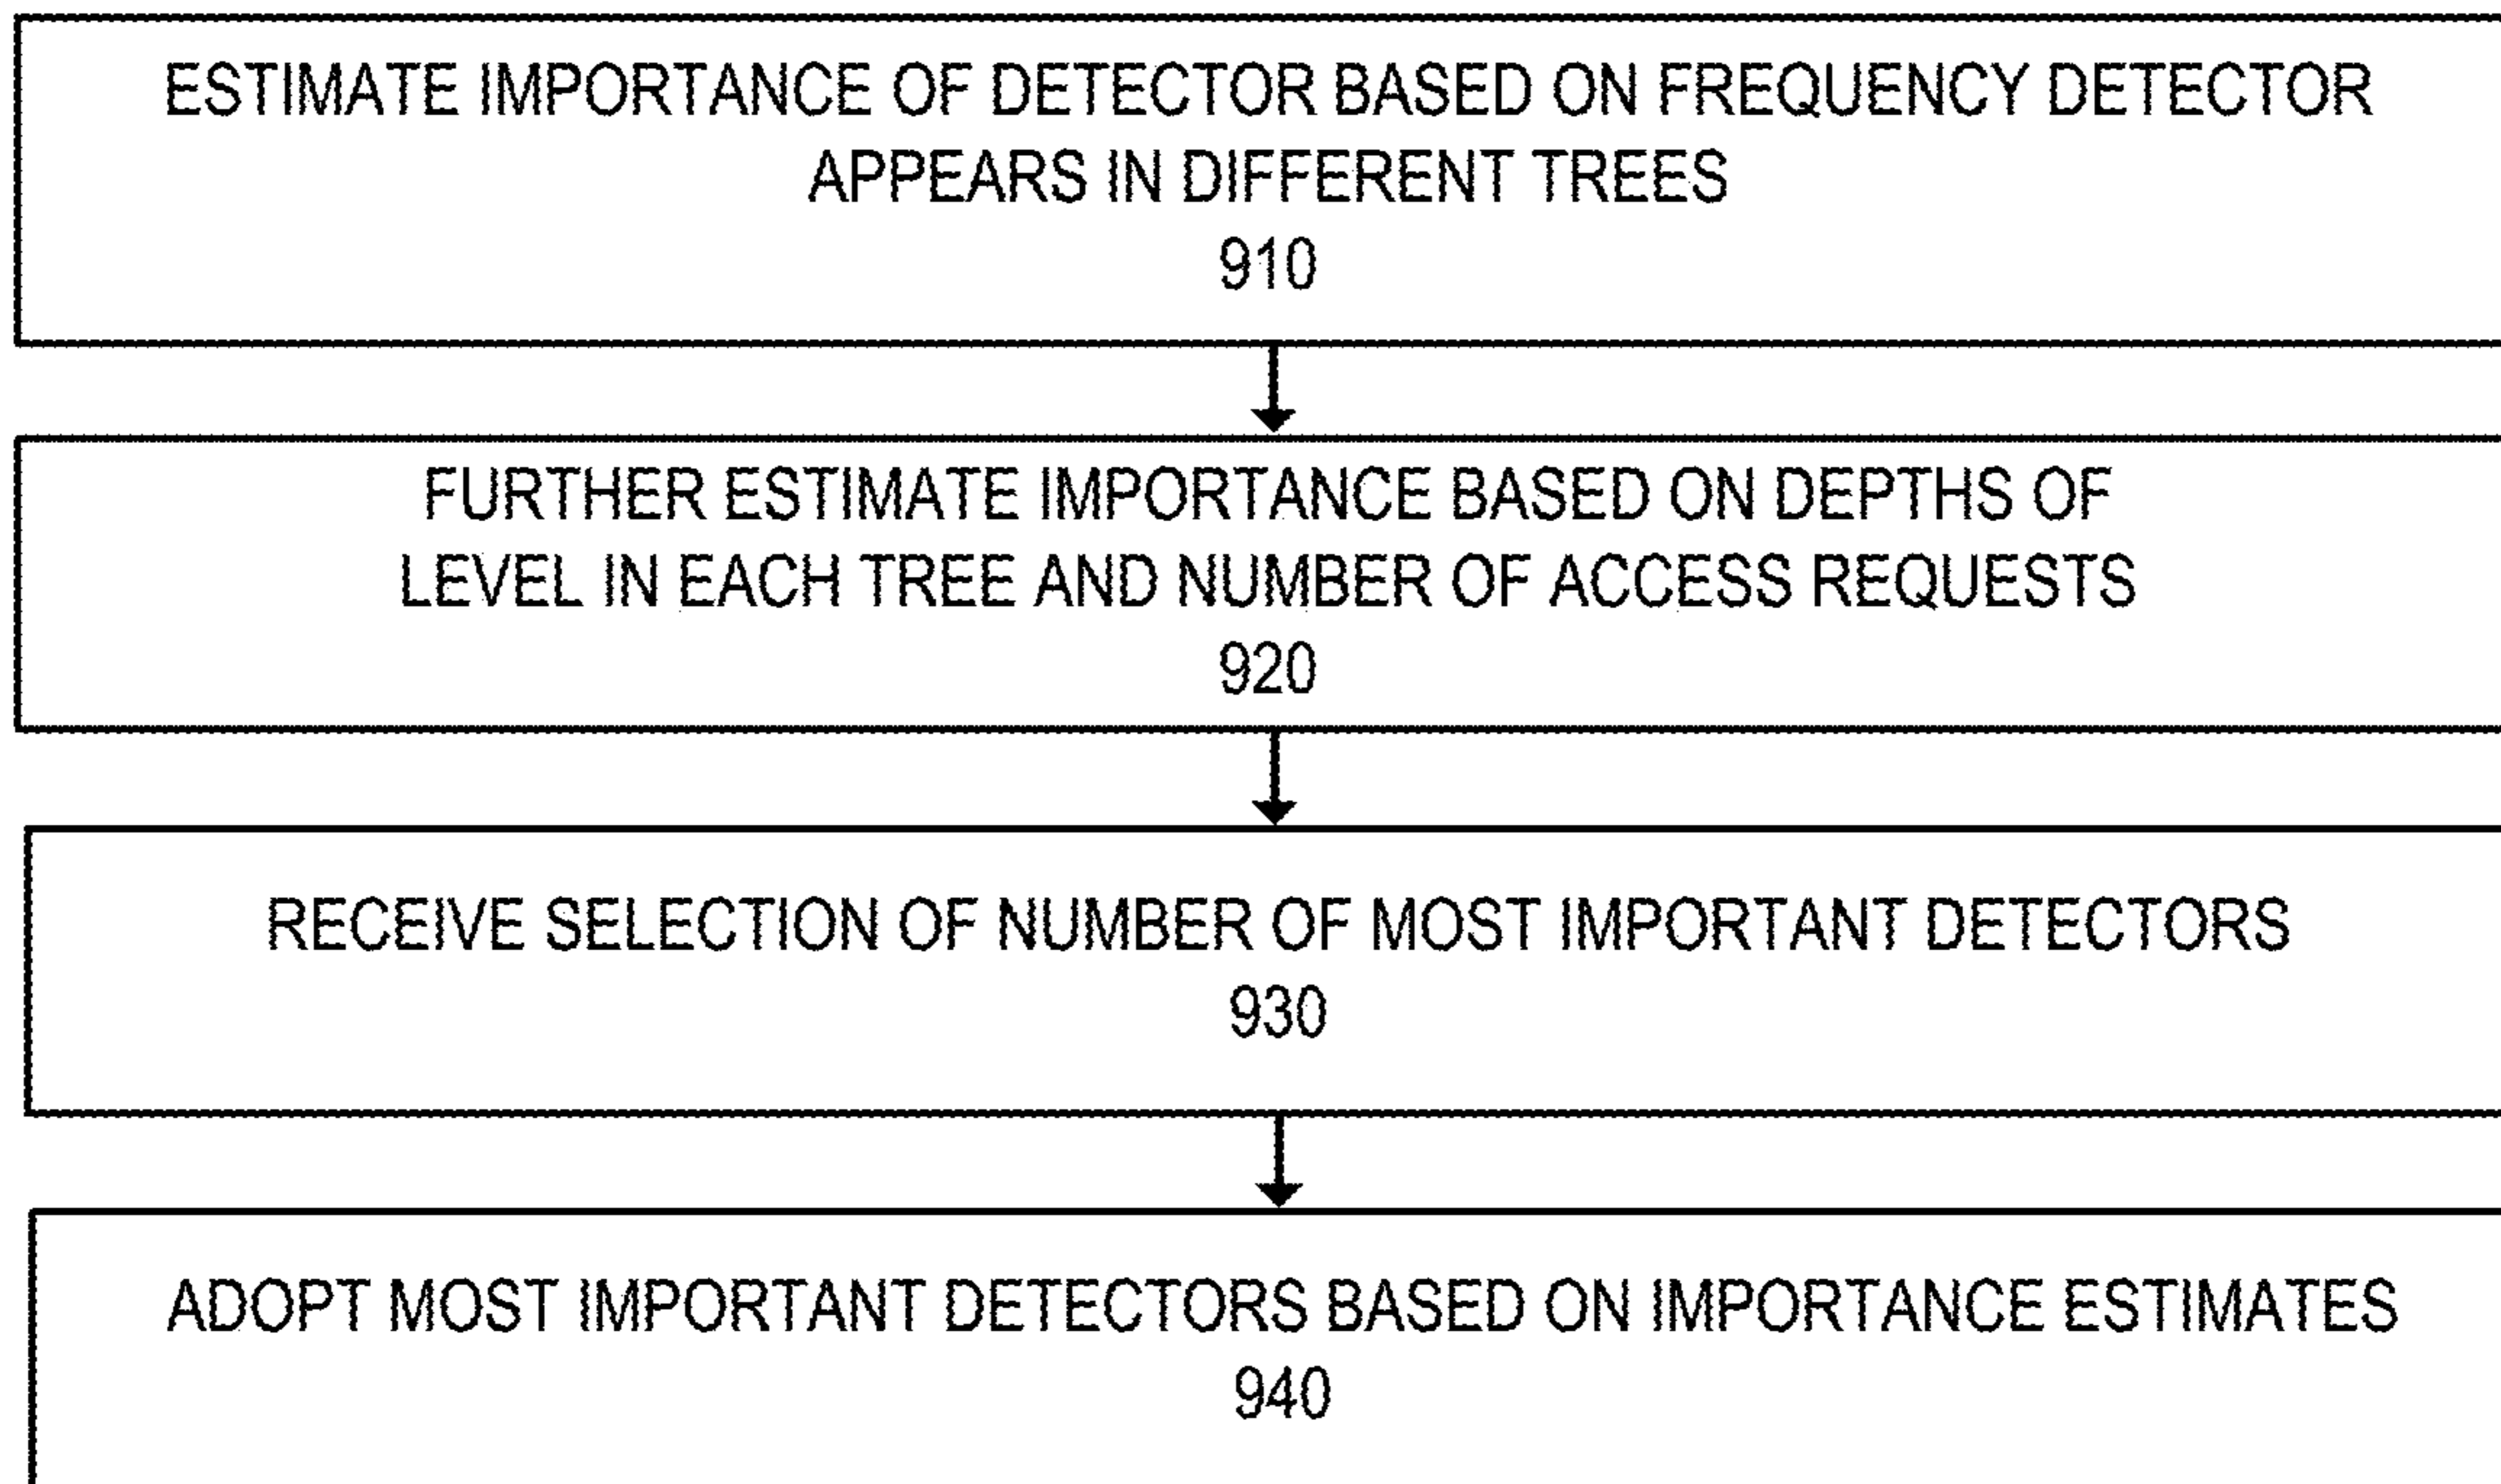 ESTIMATE IMPORTANCE OF DETECTOR BASED ON FREQUENCY DETECTOR
APPEARS IN DIFFERENT TREES
910
FURTHER ESTIMATE IMPORTANCE BASED ON DEPTHS OF
LEVEL IN EACH TREE AND NUMBER OF ACCESS REQUESTS
920
RECEIVE SELECTION OF NUMBER OF MOST IMPORTANT DETECTORS
930
ADOPT MOST IMPORTANT DETECTORS BASED ON IMPORTANCE ESTIMATES
940